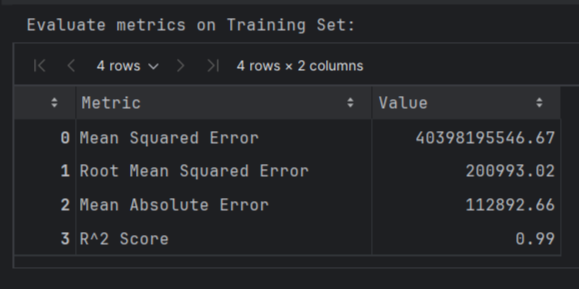 Evaluate metrics on Training Set:
4 rows 4 rows × 2 columns
Metric Value
0 Mean Squared Error 40398195546.67
1 Root Mean Squared Error 200993.02
2 Mean Absolute Error 112892.66
3 R^2 Score 0.99